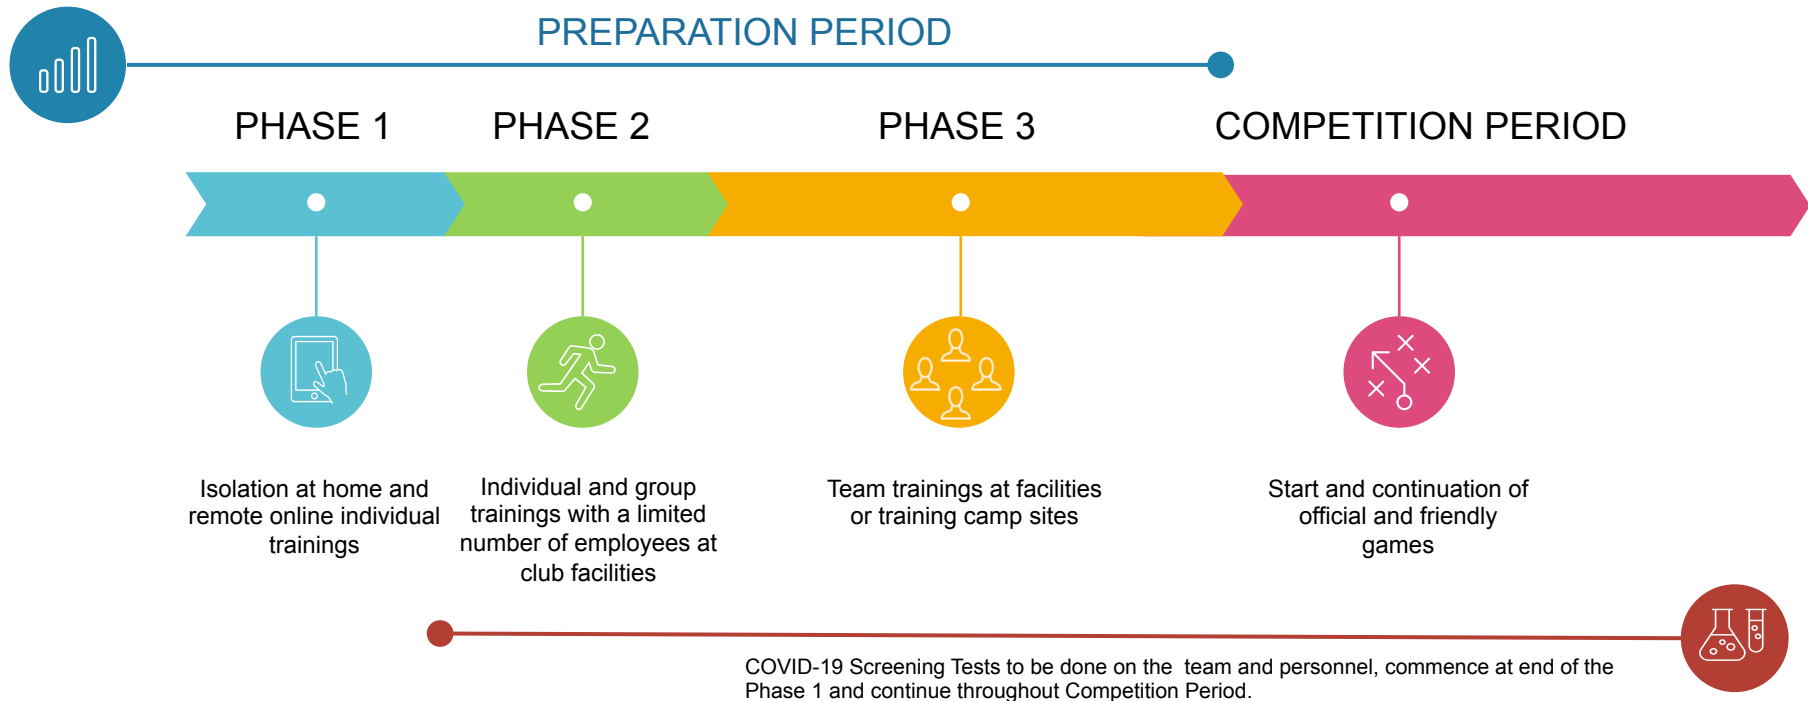 PREPARATION PERIOD
PHASE 1
PHASE 2
PHASE 3
COMPETITION PERIOD
Isolation at home and
remote online individual
trainings
Individual and group
trainings with a limited
number of employees at
club facilities
Team trainings at facilities
or training camp sites
Start and continuation of
official and friendly
games
COVID-19 Screening Tests to be done on the  team and personnel, commence at end of the
Phase 1 and continue throughout Competition Period.